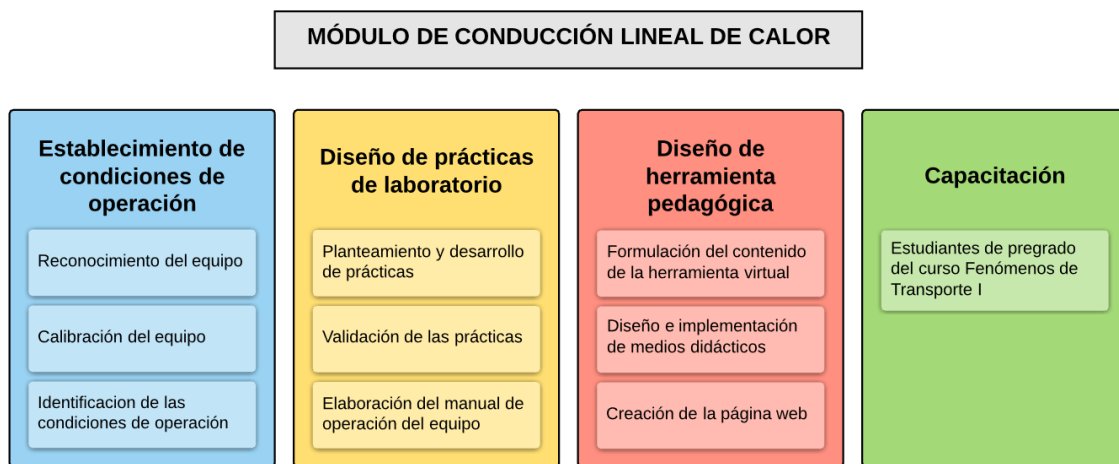 MÓDULO DE CONDUCCIÓN LINEAL DE CALOR
Establecimiento de
condiciones de
operación
Reconocimiento del equipo
Calibración del equipo
Identificacion de las
condiciones de operación
Diseño de prácticas
de laboratorio
Planteamiento y desarrollo
de prácticas
Validación de las prácticas
Elaboración del manual de
operación del equipo
Diseño de
herramienta
pedagógica
Formulación del contenido
de la herramienta virtual
Diseño e implementación
de medios didácticos
Creación de la página web
Capacitación
Estudiantes de pregrado
del curso Fenómenos de
Transporte I